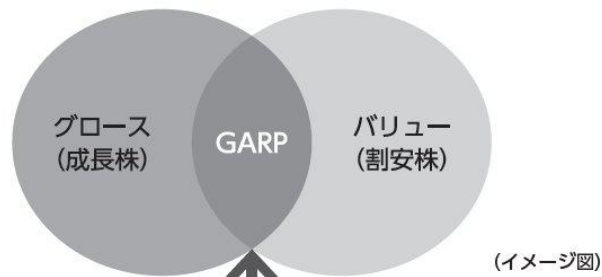 グロース
(成長株)
GARP
バリュー
(割安株)
(イメージ図)